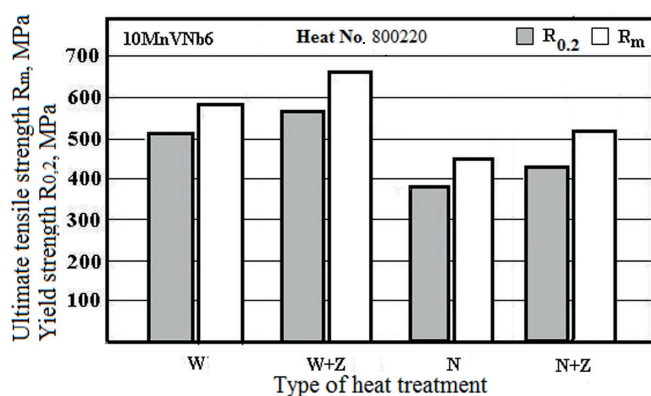 10MnVNb6 Heat No. 800220 R0.2 Rm
Ultimate tensile strength Rm, MPa
Yield strength R0,2, MPa
700
600
500
400
300
200
100
W W+Z N N+Z
Type of heat treatment